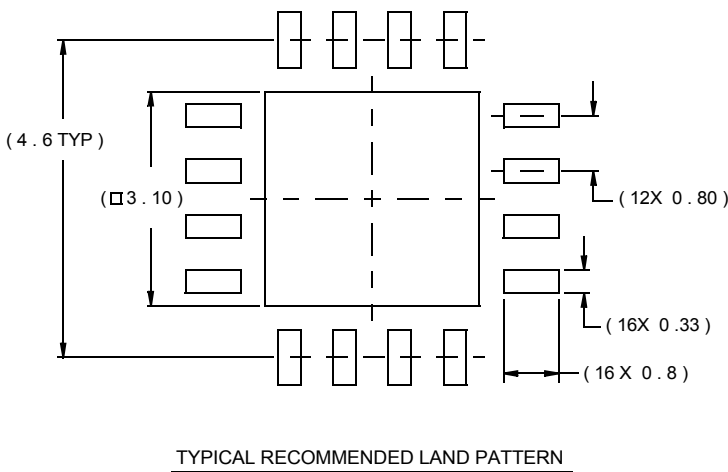 ( 4 . 6 TYP )
( □ 3 . 10 )
( 12X 0.80 )
( 16X 0 .33 )
( 16 X 0 . 8 )
TYPICAL RECOMMENDED LAND PATTERN